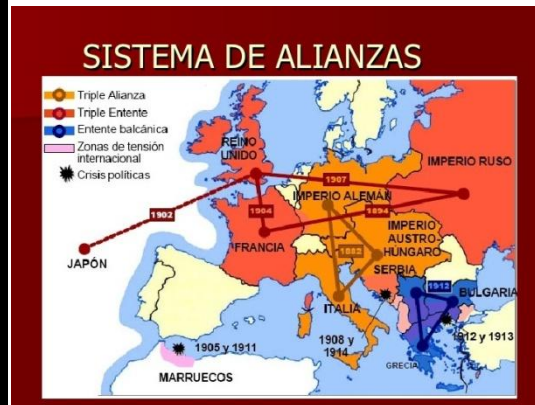 SISTEMA DE ALIANZAS
Triple Alianza
Triple Entente
Entente balcánica
Zonas de tensión
internacional
Crisis políticas
REINO
UNIDO
IMPERIO RUSO
1907
IMPERIO ALEMÁN
1902
1904
1894
FRANCIA
IMPERIO
AUSTRO-
HÚNGARO
1882
JAPÓN
SERBIA
1912
BULGARIA
ITALIA
1905 y 1911
1908 y
1914
1912 y 1913
GRECIA
MARRUECOS